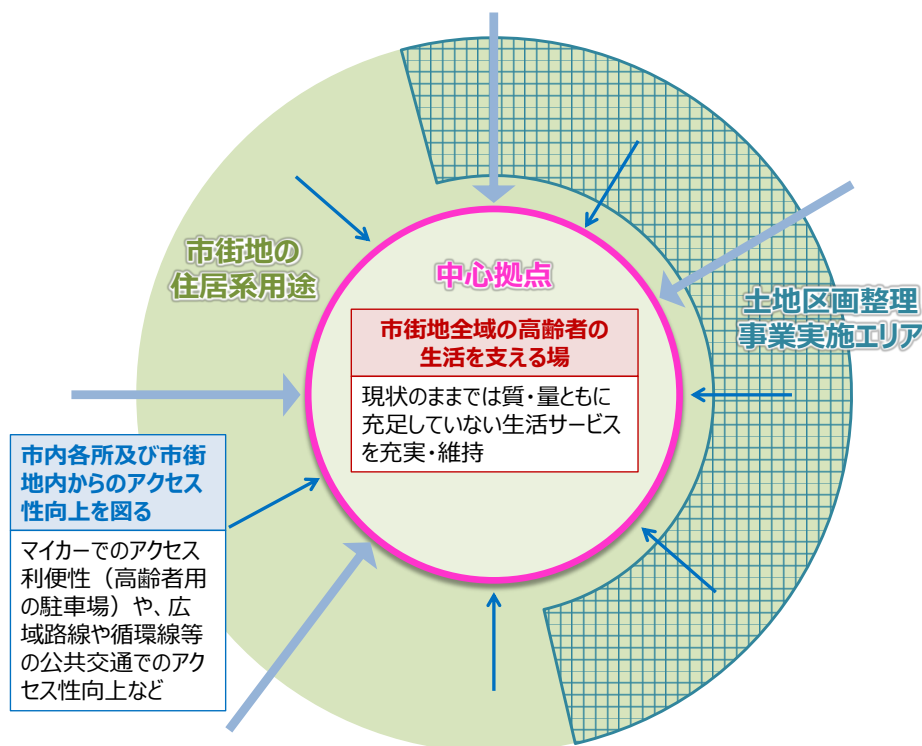 市街地の
住居系用途
中心拠点
市街地全域の高齢者の
生活を支える場
現状のままでは質・量ともに
充足していない生活サービス
を充実・維持
土地区画整理
事業実施エリア
市内各所及び市街
地内からのアクセス
性向上を図る
マイカーでのアクセス
利便性（高齢者用
の駐車場）や、広
域路線や循環線等
の公共交通でのアク
セス性向上など